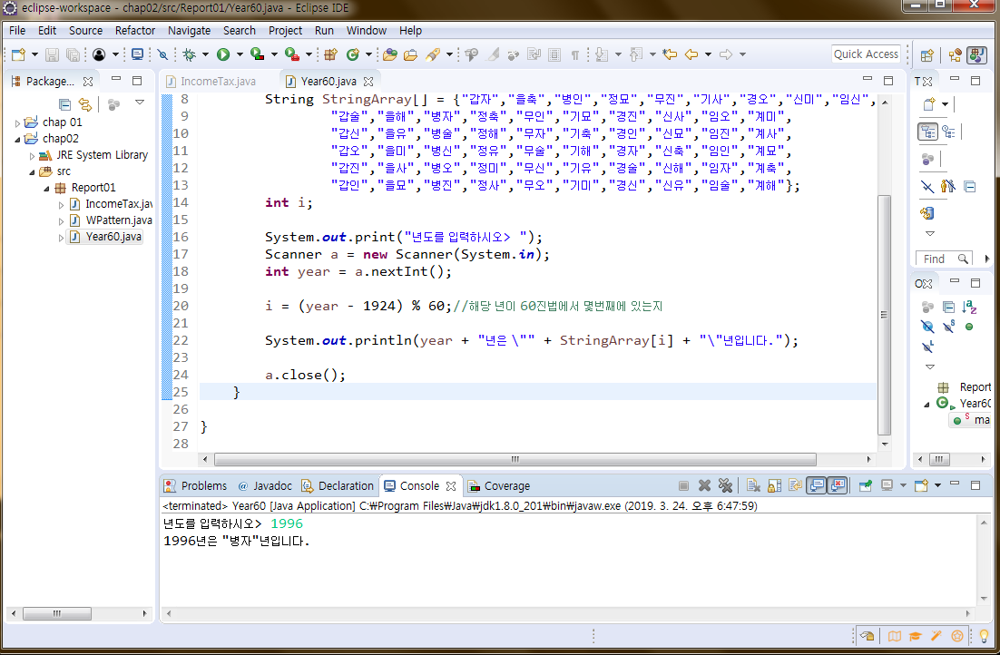 eclipse-workspace - chap02/src/Report01/Year60.java - Eclipse IDE
File Edit Source Refactor Navigate Search Project Run Window Help
Quick Access
Package...
chap 01
chap02
JRE System Library
src
Report01
IncomeTax.jav
WPattern.java
Year60.java
IncomeTax.java
Year60.java
8 String StringArray[] = {"갑자","을축","병인","정묘","무진","기사","경오","신미","임신",
9 "갑술","을해","병자","정축","무인","기묘","경진","신사","임오","계미",
10 "갑신","을유","병술","정해","무자","기축","경인","신묘","임진","계사",
11 "갑오","을미","병신","정유","무술","기해","경자","신축","임인","계묘",
12 "갑진","을사","병오","정미","무신","기유","경술","신해","임자","계축",
13 "갑인","을묘","병진","정사","무오","기미","경신","신유","임술","계해"};
14 int i;
15
16 System.out.print("년도를 입력하시오> ");
17 Scanner a = new Scanner(System.in);
18 int year = a.nextInt();
19
20 i = (year - 1924) % 60;//해당 년이 60진법에서 몇번째에 있는지
21
22 System.out.println(year + "년은 \"" + StringArray[i] + "\"년입니다.");
23
24 a.close();
25 }
26
27 }
28
T
Find
O
Report
Year60
ma
Problems
Javadoc
Declaration
Console
Coverage
<terminated> Year60 [Java Application] C:₩Program Files₩Java₩jdk1.8.0_201₩bin₩javaw.exe (2019. 3. 24. 오후 6:47:59)
년도를 입력하시오> 1996
1996년은 "병자"년입니다.